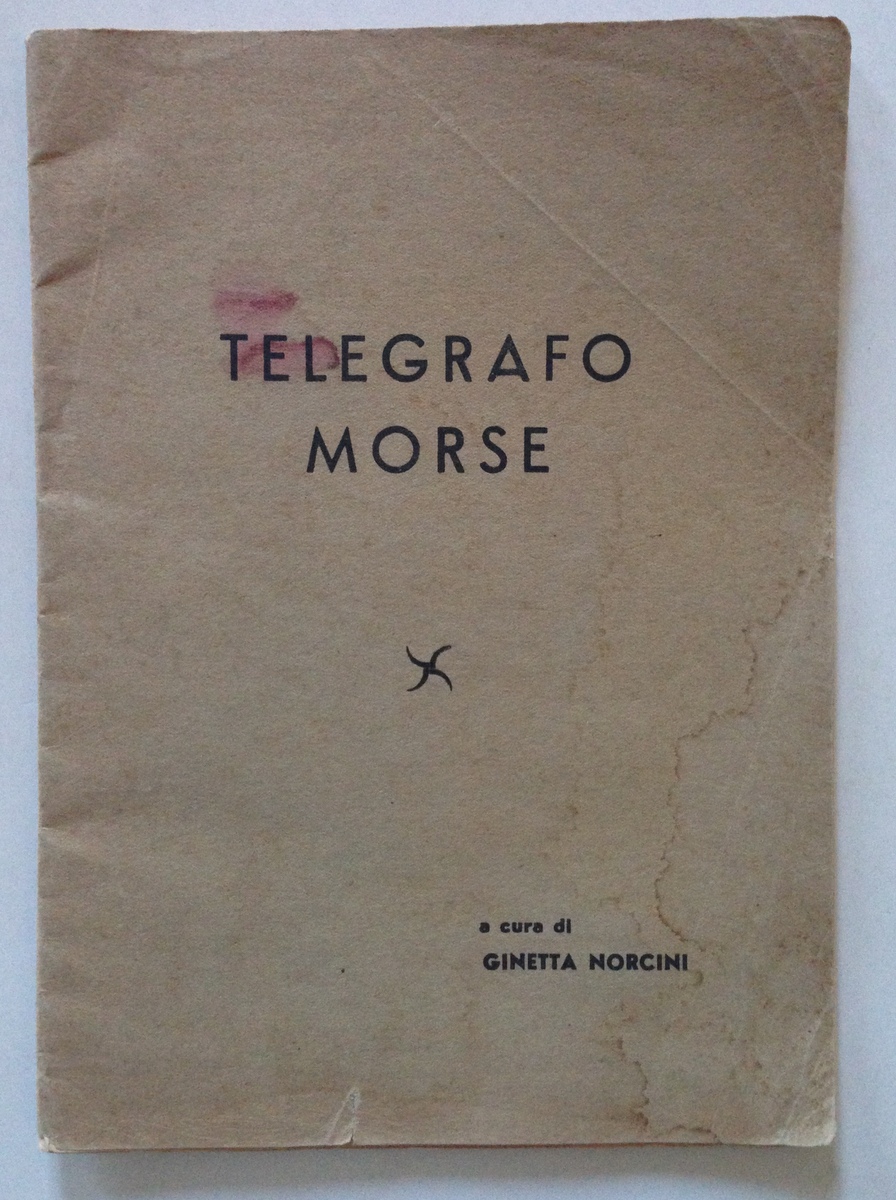 TELEGRAFO
MORSE
a cura di
GINETTA NORCINI